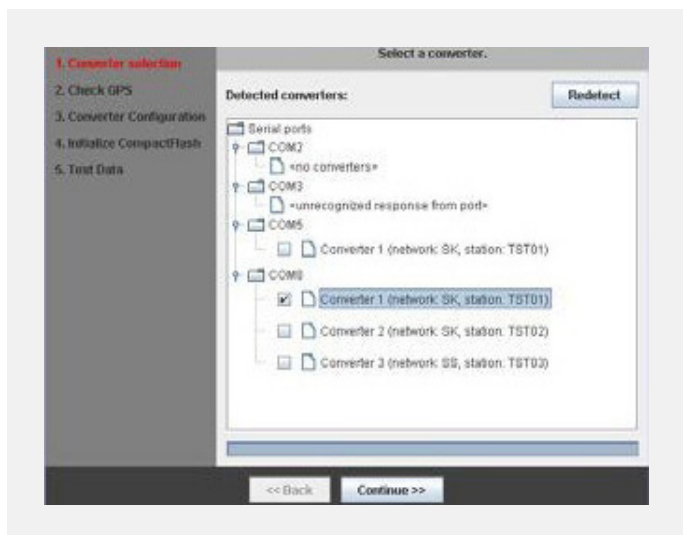 Select a converter.
1. Converter selection
2. Check GPS
3. Converter Configuration
4. Initialize CompactFlash
5. Test Data
Detected converters:
Redetect
Serial ports
COM2
<no converters>
COM3
<unrecognized response from port>
COM5
Converter 1 (network: SK, station: TST01)
COM8
Converter 1 (network: SK, station: TST01)
Converter 2 (network: SK, station: TST02)
Converter 3 (network: SS, station: TST03)
<< Back
Continue >>